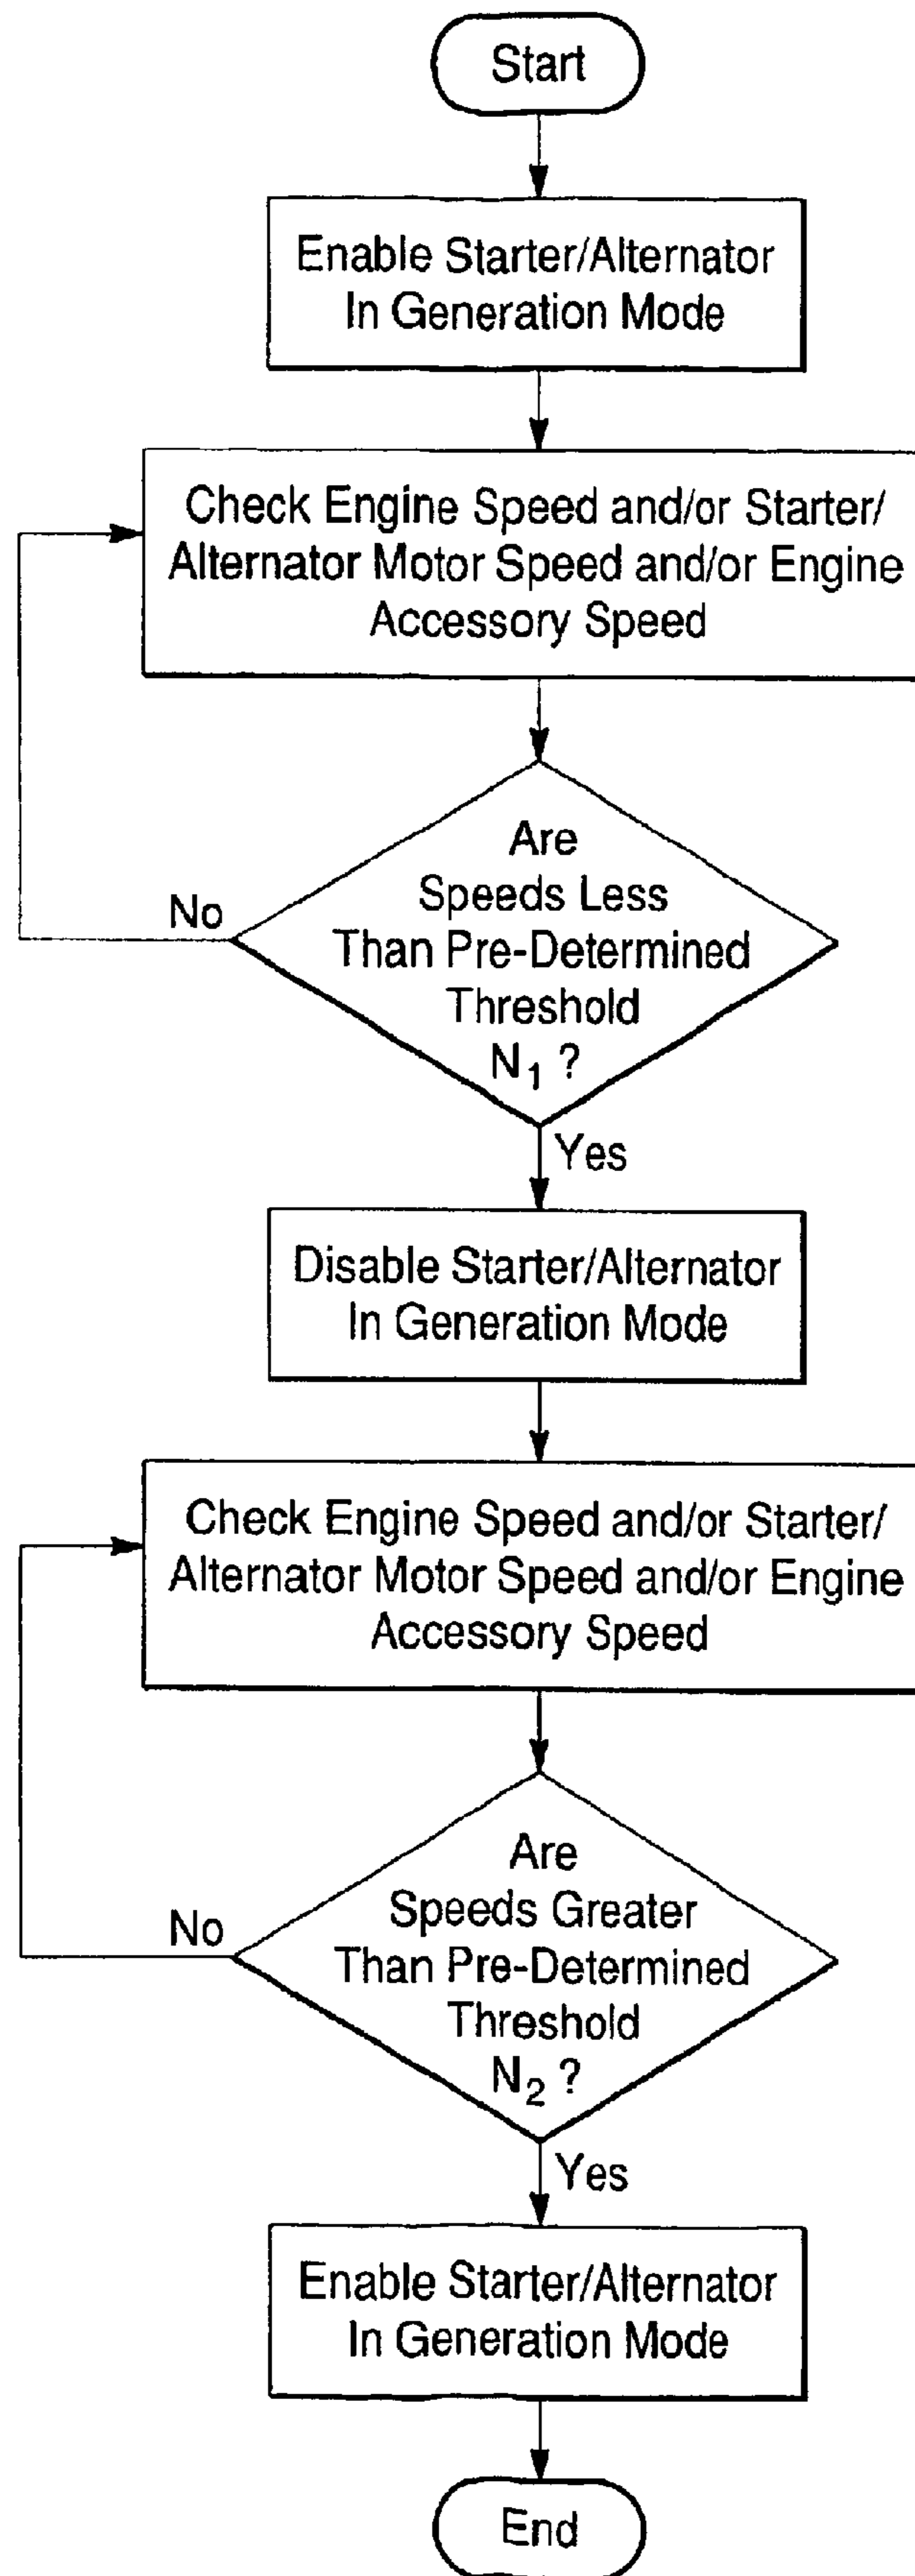 Start
Enable Starter/Alternator
In Generation Mode
Check Engine Speed and/or Starter/
Alternator Motor Speed and/or Engine
Accessory Speed
Are
Speeds Less
Than Pre-Determined
Threshold
N₁ ?
No
Yes
Disable Starter/Alternator
In Generation Mode
Check Engine Speed and/or Starter/
Alternator Motor Speed and/or Engine
Accessory Speed
Are
Speeds Greater
Than Pre-Determined
Threshold
N₂ ?
No
Yes
Enable Starter/Alternator
In Generation Mode
End